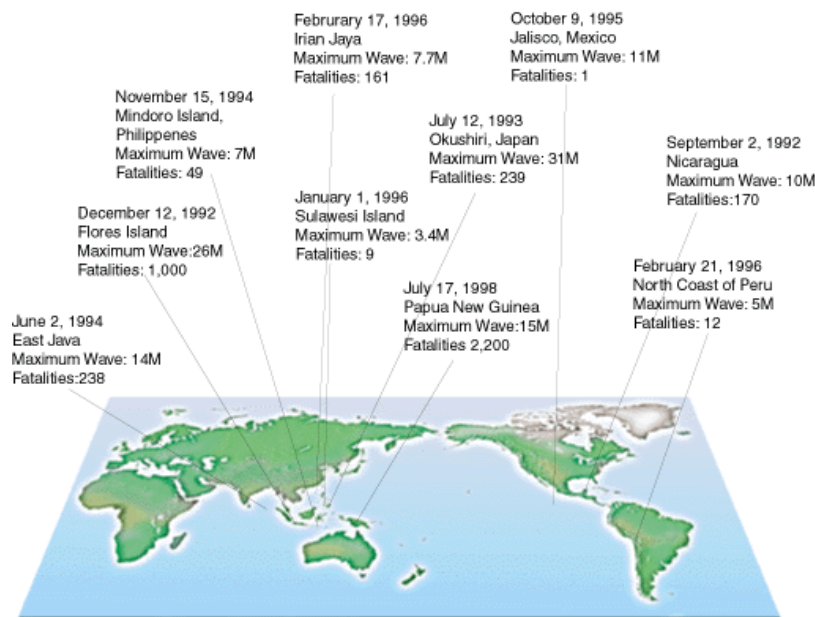 Februrary 17, 1996
Irian Jaya
Maximum Wave: 7.7M
Fatalities: 161
October 9, 1995
Jalisco, Mexico
Maximum Wave: 11M
Fatalities: 1
November 15, 1994
Mindoro Island,
Philippenes
Maximum Wave: 7M
Fatalities: 49
July 12, 1993
Okushiri, Japan
Maximum Wave: 31M
Fatalities: 239
September 2, 1992
Nicaragua
Maximum Wave: 10M
Fatalities:170
January 1, 1996
Sulawesi Island
Maximum Wave: 3.4M
Fatalities: 9
December 12, 1992
Flores Island
Maximum Wave:26M
Fatalities: 1,000
February 21, 1996
North Coast of Peru
Maximum Wave: 5M
Fatalities: 12
July 17, 1998
Papua New Guinea
Maximum Wave:15M
Fatalities 2,200
June 2, 1994
East Java
Maximum Wave: 14M
Fatalities:238